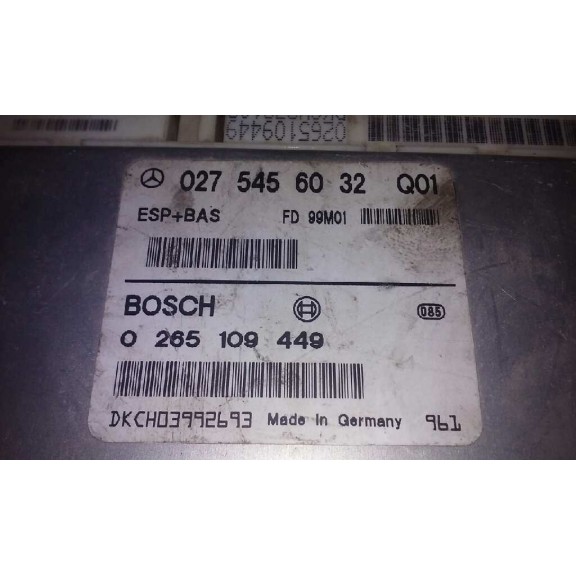 0265109449
027 545 60 32 Q01
ESP+BAS FD 99M01
BOSCH 085
0 265 109 449
DKCH03992693 Made in Germany 961